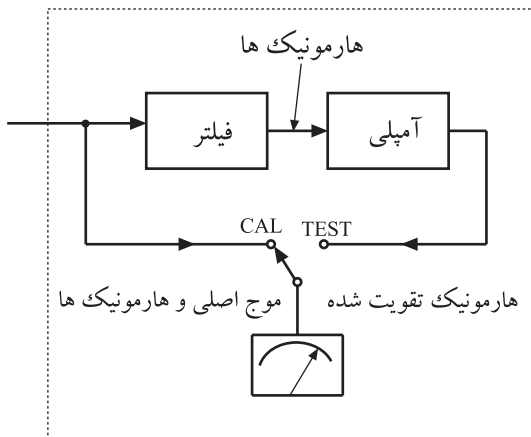 هارمونیک ها
فیلتر
آمپلی
CAL
TEST
موج اصلی و هارمونیک ها
هارمونیک تقویت شده